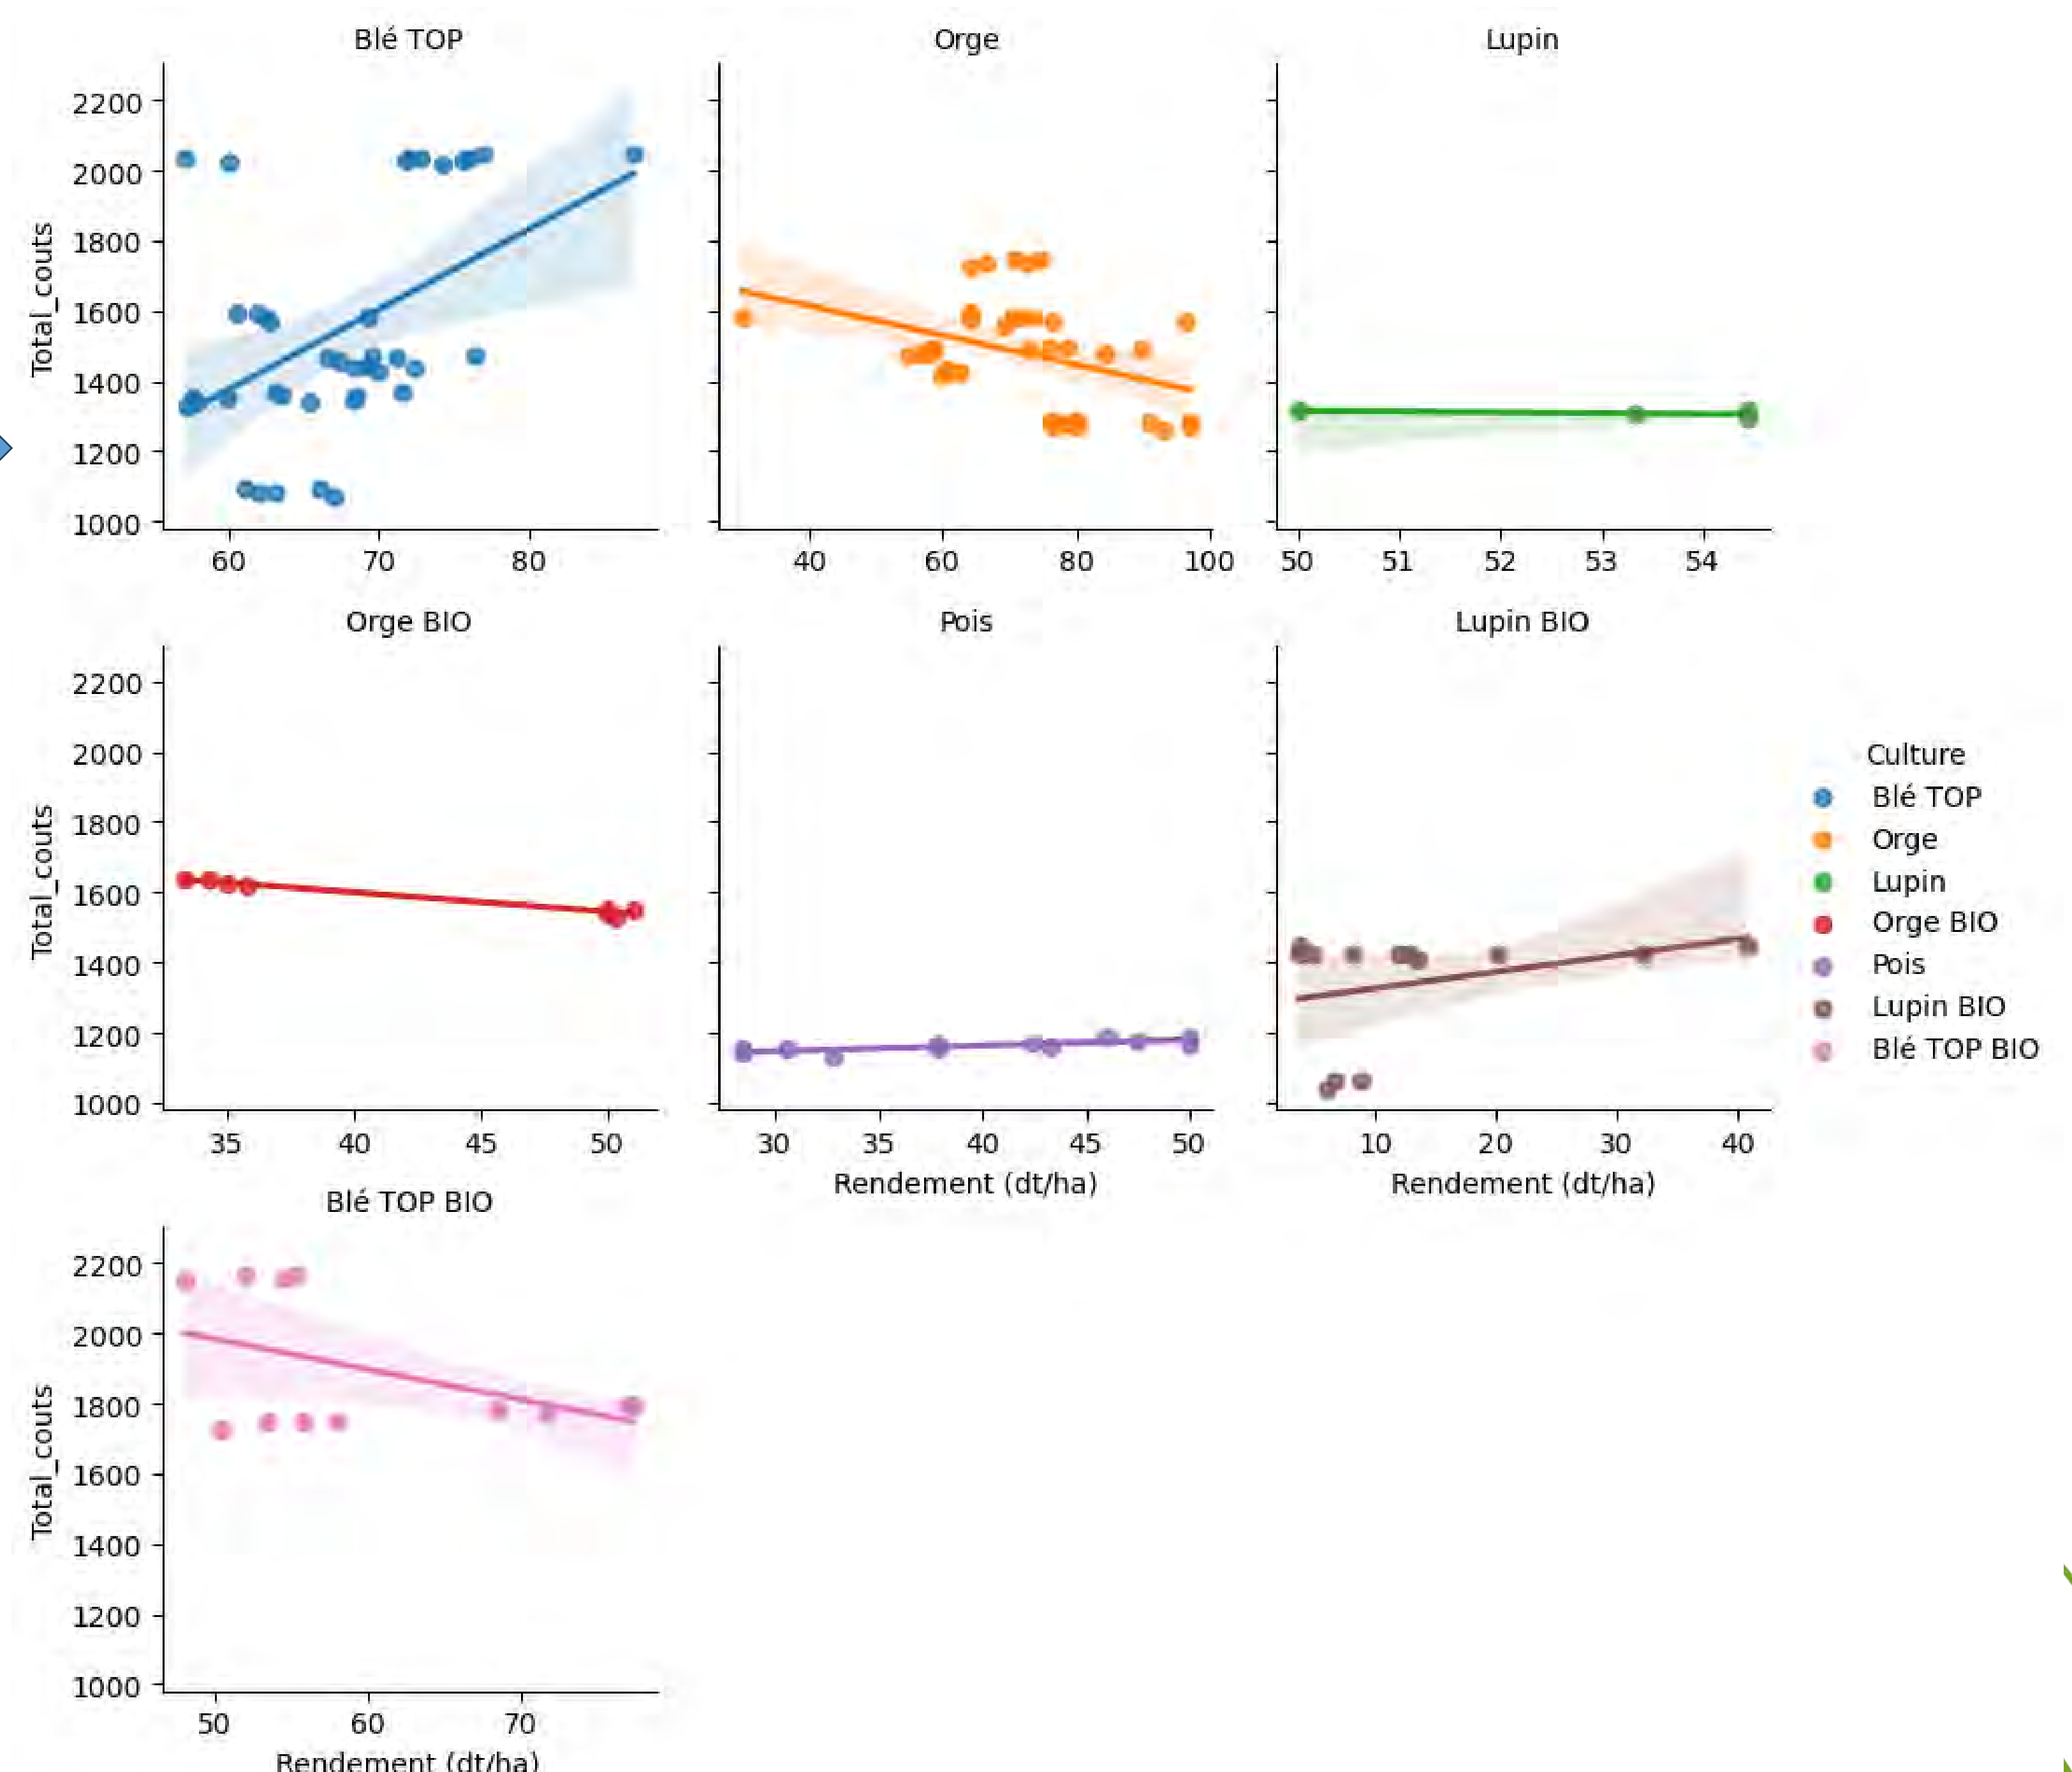 Blé TOP
Orge
Lupin
Total_couts
2200
2000
1800
1600
1400
1200
1000
60 70 80
40 60 80 100
50 51 52 53 54
Orge BIO
Pois
Lupin BIO
Total_couts
2200
2000
1800
1600
1400
1200
1000
35 40 45 50
30 35 40 45 50
10 20 30 40
Rendement (dt/ha)
Rendement (dt/ha)
Culture
Blé TOP
Orge
Lupin
Orge BIO
Pois
Lupin BIO
Blé TOP BIO
Blé TOP BIO
Total_couts
2200
2000
1800
1600
1400
1200
1000
50 60 70
Rendement (dt/ha)